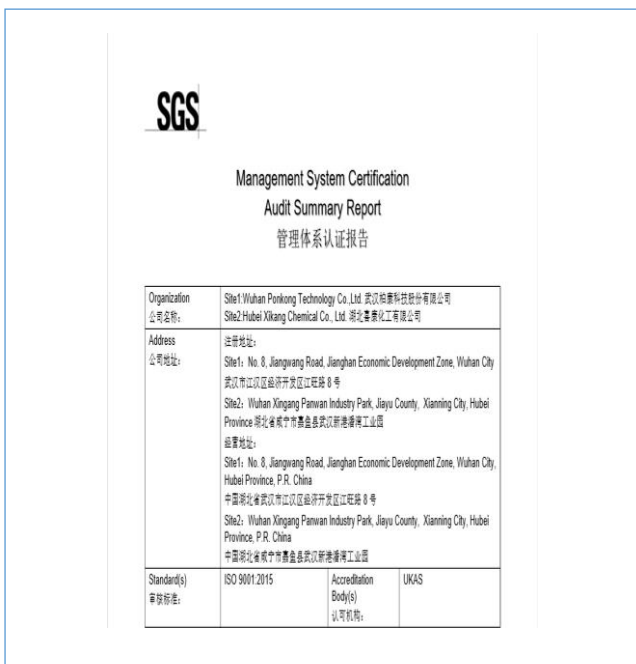 SGS
Management System Certification
Audit Summary Report
管理体系认证报告
Organization
公司名称：
Site1:Wuhan Ponkong Technology Co.,Ltd. 武汉柏康科技股份有限公司
Site2:Hubei Xikang Chemical Co., Ltd. 湖北喜康化工有限公司
Address
公司地址：
注册地址：
Site1：No. 8, Jiangwang Road, Jianghan Economic Development Zone, Wuhan City
武汉市江汉区经济开发区江旺路 8 号
Site2：Wuhan Xingang Panwan Industry Park, Jiayu County, Xianning City, Hubei
Province 湖北省咸宁市嘉鱼县武汉新港潘湾工业园
经营地址：
Site1：No. 8, Jiangwang Road, Jianghan Economic Development Zone, Wuhan City,
Hubei Province, P.R. China
中国湖北省武汉市江汉区经济开发区江旺路 8 号
Site2：Wuhan Xingang Panwan Industry Park, Jiayu County, Xianning City, Hubei
Province, P.R. China
中国湖北省咸宁市嘉鱼县武汉新港潘湾工业园
Standard(s)
审核标准：
ISO 9001:2015
Accreditation
Body(s)
认可机构：
UKAS